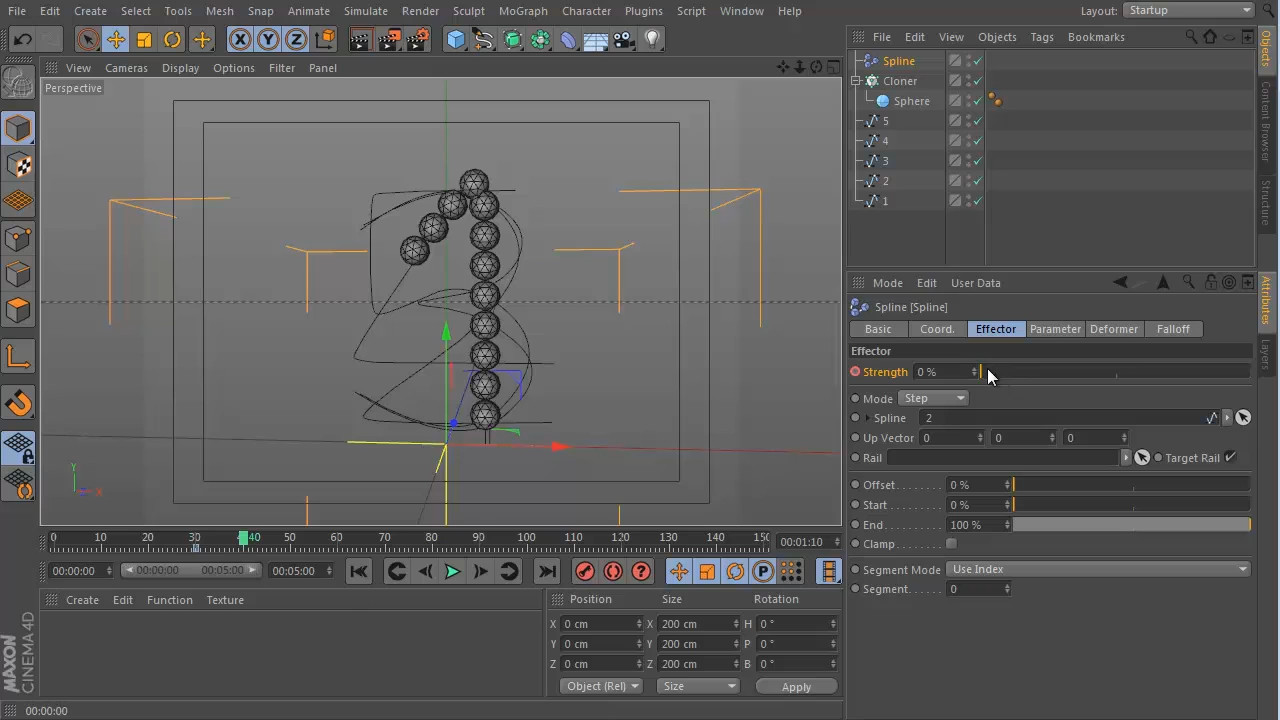 File Edit Create Select Tools Mesh Snap Animate Simulate Render Sculpt MoGraph Character Plugins Script Window Help Layout: Startup
X Y Z
File Edit View Objects Tags Bookmarks
View Cameras Display Options Filter Panel
Perspective
Spline
Cloner
Sphere
5
4
3
2
1
Objects
Content Browser
Structure
Mode Edit User Data
Spline [Spline]
Basic Coord. Effector Parameter Deformer Falloff
Effector
Strength 0 %
Mode Step
Spline 2
Up Vector 0 0 0
Rail Target Rail
Offset 0 %
Start 0 %
End 100 %
Clamp
Segment Mode Use Index
Segment 0
Attributes
Layers
Y
X
0 10 20 30 40 50 60 70 80 90 100 110 120 130 140 150 00:01:10
00:00:00 00:00:00 00:05:00 00:05:00
P
Create Edit Function Texture
Position Size Rotation
X 0 cm X 200 cm H 0 °
Y 0 cm Y 200 cm P 0 °
Z 0 cm Z 200 cm B 0 °
Object (Rel) Size Apply
MAXON
CINEMA 4D
00:00:00